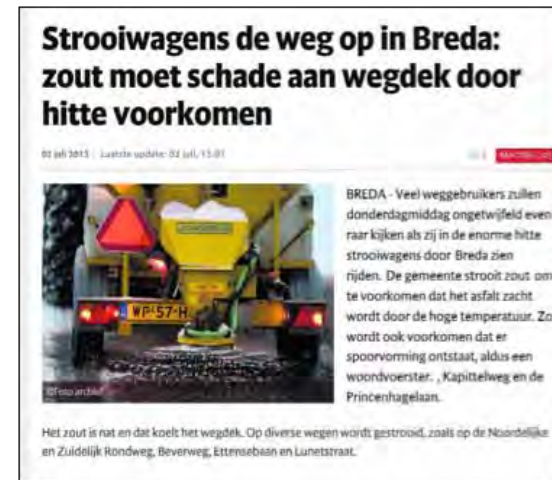 Strooiwagens de weg op in Breda:
zout moet schade aan wegdek door
hitte voorkomen
02 juli 2015 | Laatste update: 02 juli, 15:01
BREDA - Veel weggebruikers zullen
donderdagmiddag ongetwijfeld even
raar kijken als zij in de enorme hitte
strooiwagens door Breda zien
rijden. De gemeente strooit zout om
te voorkomen dat het asfalt zacht
wordt door de hoge temperatuur. Zo
wordt ook voorkomen dat er
spoorvorming ontstaat, aldus een
woordvoerster. , Kapittelweg en de
Princenhagelaan.
WP-57-H
©Foto archief
Het zout is nat en dat koelt het wegdek. Op diverse wegen wordt gestrooid, zoals op de Noordelijke
en Zuidelijk Rondweg, Beverweg, Ettensebaan en Lunetstraat.